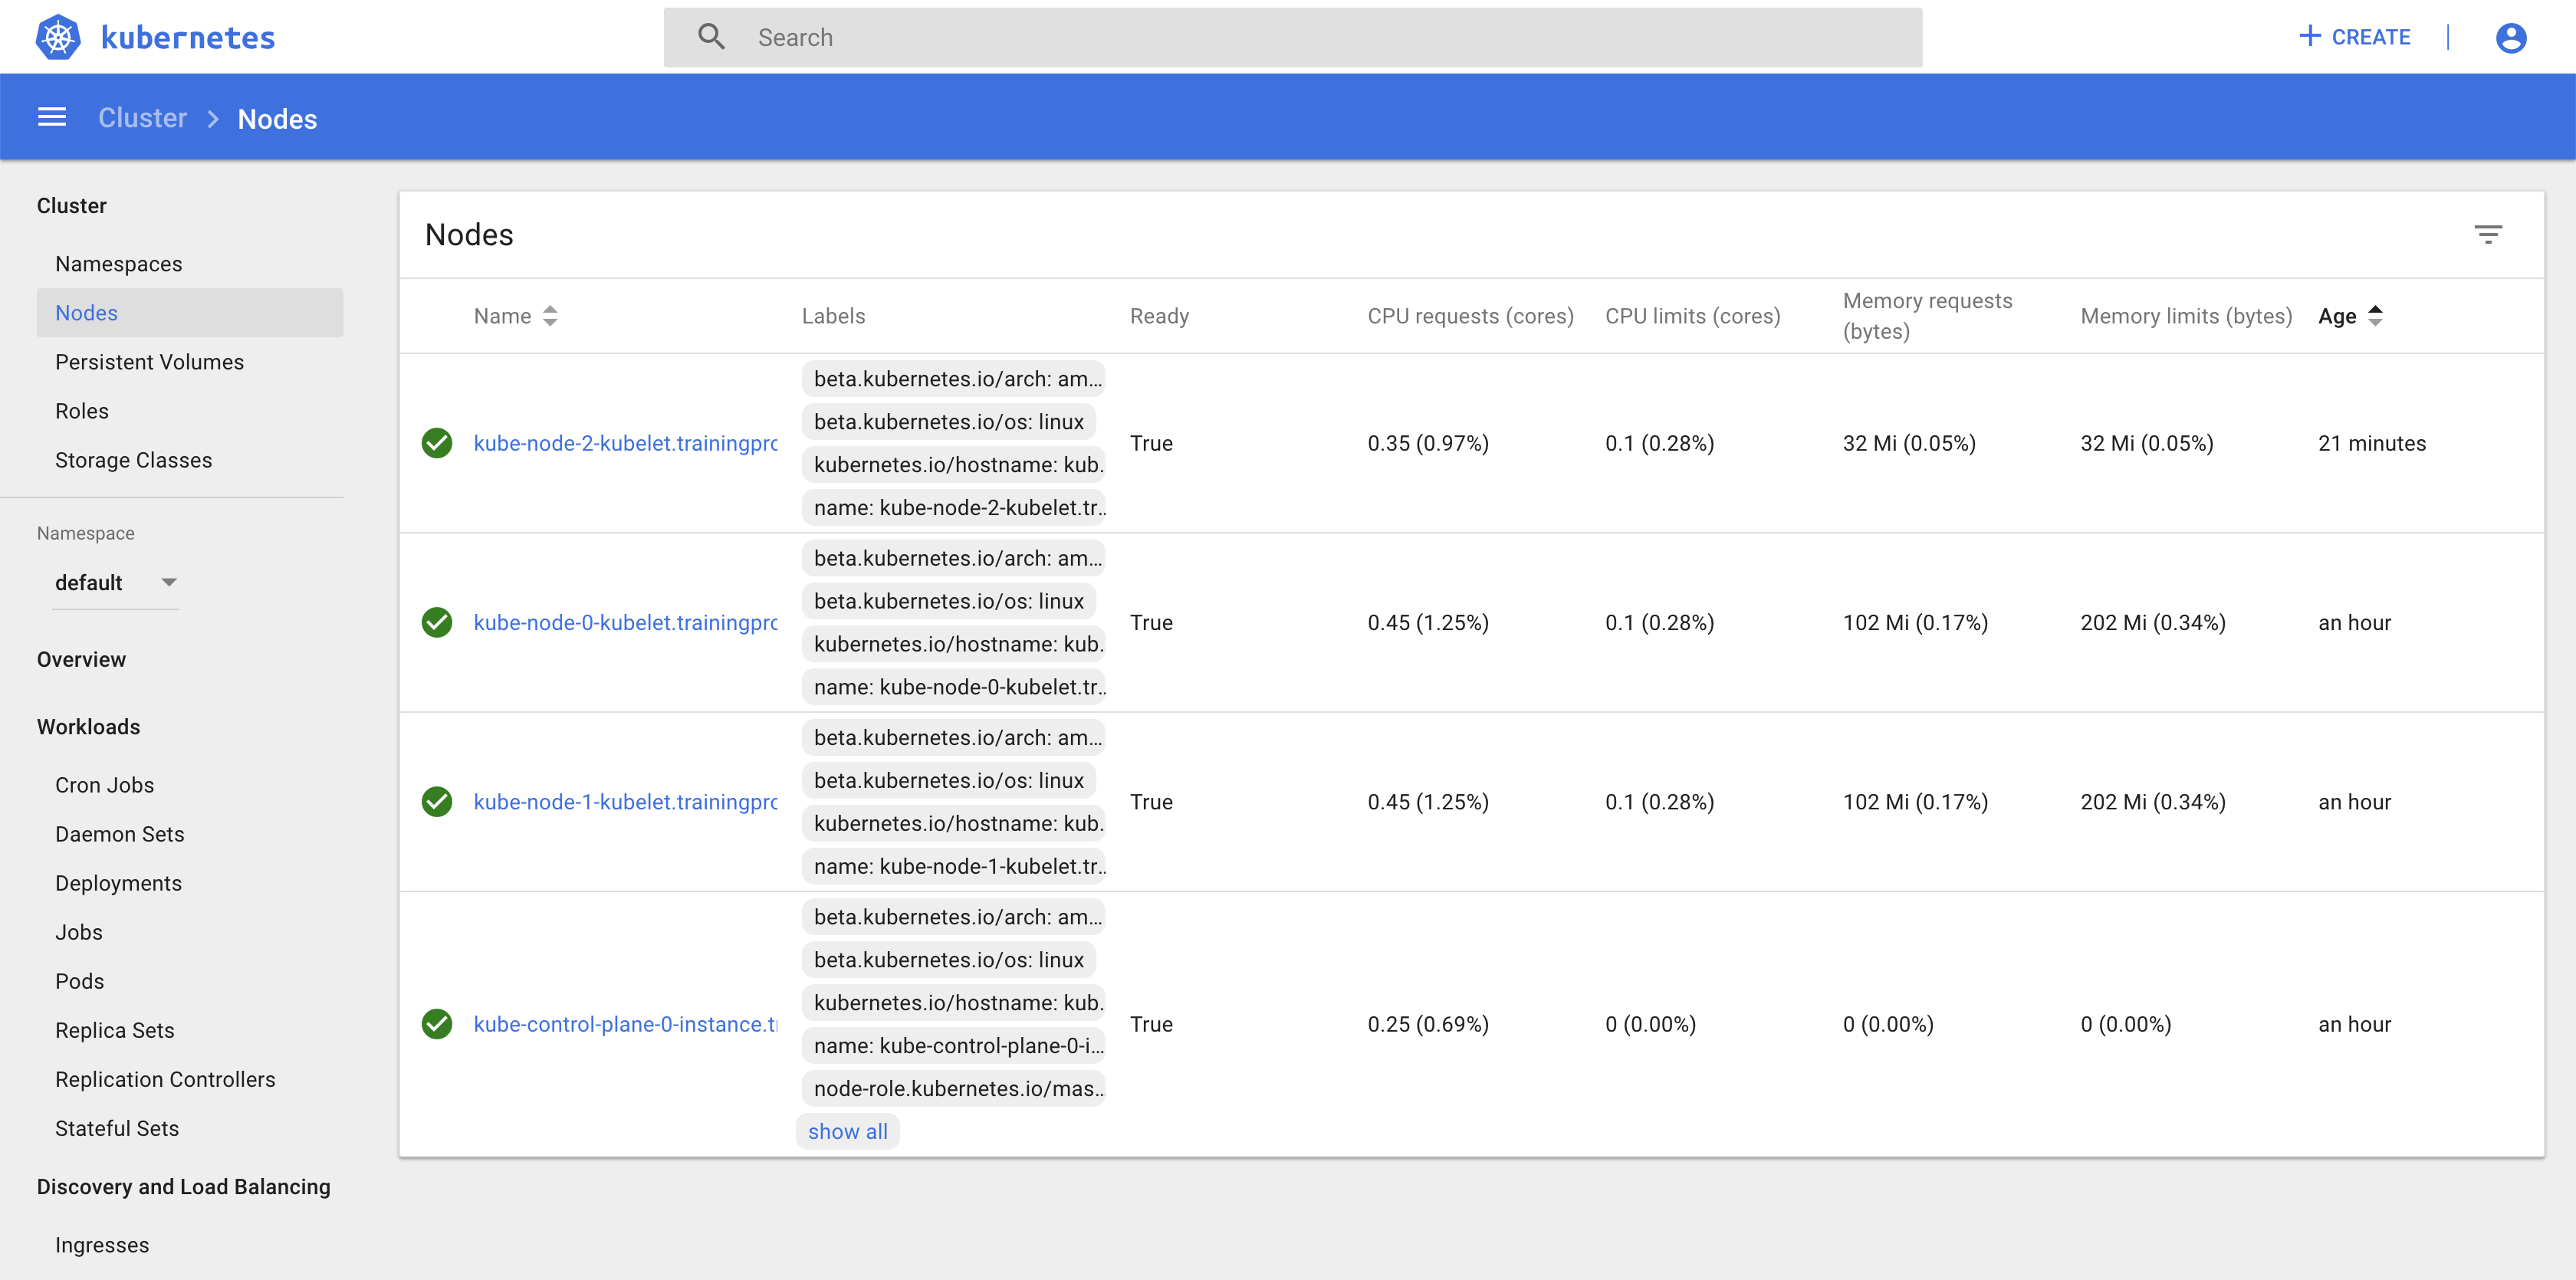 kubernetes
Search
CREATE
Cluster > Nodes
Cluster
Namespaces
Nodes
Persistent Volumes
Roles
Storage Classes
Namespace
default
Overview
Workloads
Cron Jobs
Daemon Sets
Deployments
Jobs
Pods
Replica Sets
Replication Controllers
Stateful Sets
Discovery and Load Balancing
Ingresses
Nodes
Name Labels Ready CPU requests (cores) CPU limits (cores) Memory requests (bytes) Memory limits (bytes) Age
beta.kubernetes.io/arch: am...
beta.kubernetes.io/os: linux
kubernetes.io/hostname: kub.
name: kube-node-2-kubelet.tr..
kube-node-2-kubelet.trainingprc True 0.35 (0.97%) 0.1 (0.28%) 32 Mi (0.05%) 32 Mi (0.05%) 21 minutes
beta.kubernetes.io/arch: am...
beta.kubernetes.io/os: linux
kubernetes.io/hostname: kub.
name: kube-node-0-kubelet.tr..
kube-node-0-kubelet.trainingprc True 0.45 (1.25%) 0.1 (0.28%) 102 Mi (0.17%) 202 Mi (0.34%) an hour
beta.kubernetes.io/arch: am...
beta.kubernetes.io/os: linux
kubernetes.io/hostname: kub.
name: kube-node-1-kubelet.tr..
kube-node-1-kubelet.trainingprc True 0.45 (1.25%) 0.1 (0.28%) 102 Mi (0.17%) 202 Mi (0.34%) an hour
beta.kubernetes.io/arch: am...
beta.kubernetes.io/os: linux
kubernetes.io/hostname: kub.
name: kube-control-plane-0-i...
node-role.kubernetes.io/mas...
show all
kube-control-plane-0-instance.t True 0.25 (0.69%) 0 (0.00%) 0 (0.00%) 0 (0.00%) an hour